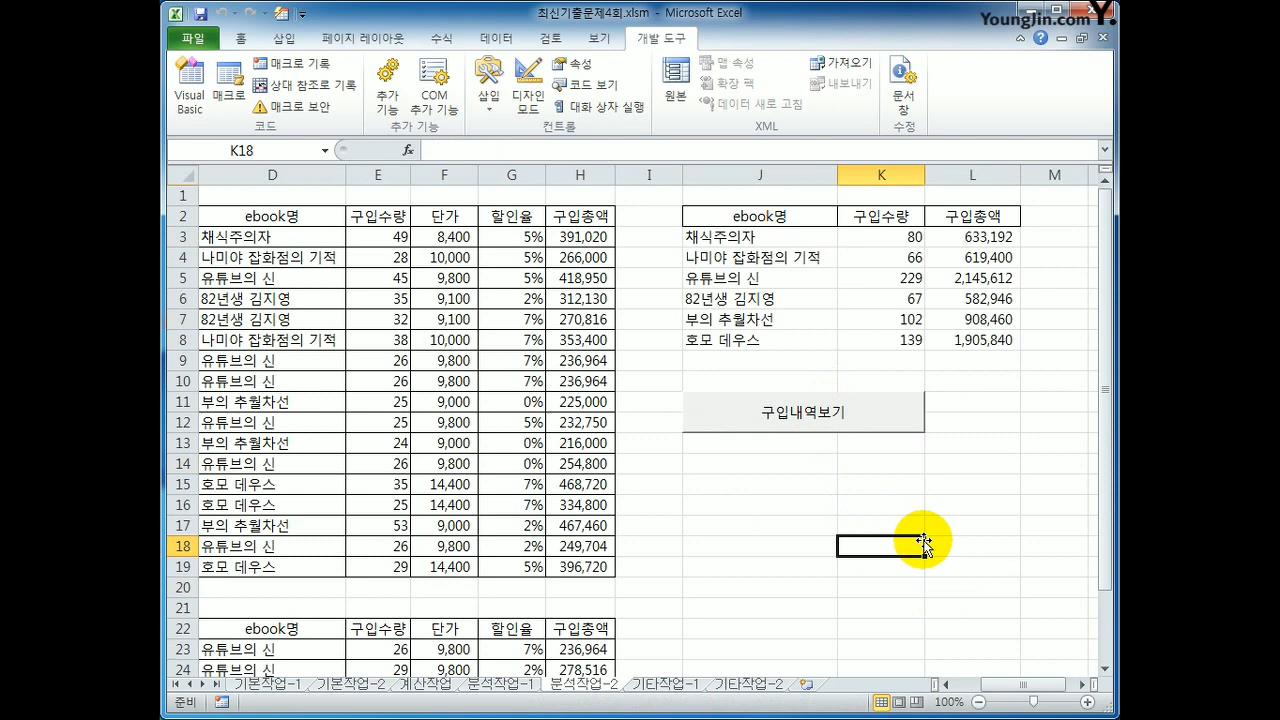 최신기출문제4회.xlsm - Microsoft Excel
YoungJin.com Y.
파일 홈 삽입 페이지 레이아웃 수식 데이터 검토 보기 개발 도구
Visual Basic 매크로 매크로 기록 상대 참조로 기록 매크로 보안 코드
추가 기능 COM 추가 기능 추가 기능
삽입 디자인 모드 속성 코드 보기 대화 상자 실행 컨트롤
원본 맵 속성 확장 팩 데이터 새로 고침 가져오기 내보내기 XML
문서 창 수정
K18 fx
D E F G H I J K L M
1
2 ebook명 구입수량 단가 할인율 구입총액 ebook명 구입수량 구입총액
3 채식주의자 49 8,400 5% 391,020 채식주의자 80 633,192
4 나미야 잡화점의 기적 28 10,000 5% 266,000 나미야 잡화점의 기적 66 619,400
5 유튜브의 신 45 9,800 5% 418,950 유튜브의 신 229 2,145,612
6 82년생 김지영 35 9,100 2% 312,130 82년생 김지영 67 582,946
7 82년생 김지영 32 9,100 7% 270,816 부의 추월차선 102 908,460
8 나미야 잡화점의 기적 38 10,000 7% 353,400 호모 데우스 139 1,905,840
9 유튜브의 신 26 9,800 7% 236,964
10 유튜브의 신 26 9,800 7% 236,964
11 부의 추월차선 25 9,000 0% 225,000 구입내역보기
12 유튜브의 신 25 9,800 5% 232,750
13 부의 추월차선 24 9,000 0% 216,000
14 유튜브의 신 26 9,800 0% 254,800
15 호모 데우스 35 14,400 7% 468,720
16 호모 데우스 25 14,400 7% 334,800
17 부의 추월차선 53 9,000 2% 467,460
18 유튜브의 신 26 9,800 2% 249,704
19 호모 데우스 29 14,400 5% 396,720
20
21
22 ebook명 구입수량 단가 할인율 구입총액
23 유튜브의 신 26 9,800 7% 236,964
24 유튜브의 신 29 9,800 2% 278,516
기본작업-1 기본작업-2 계산작업 분석작업-1 분석작업-2 기타작업-1 기타작업-2
준비 100%